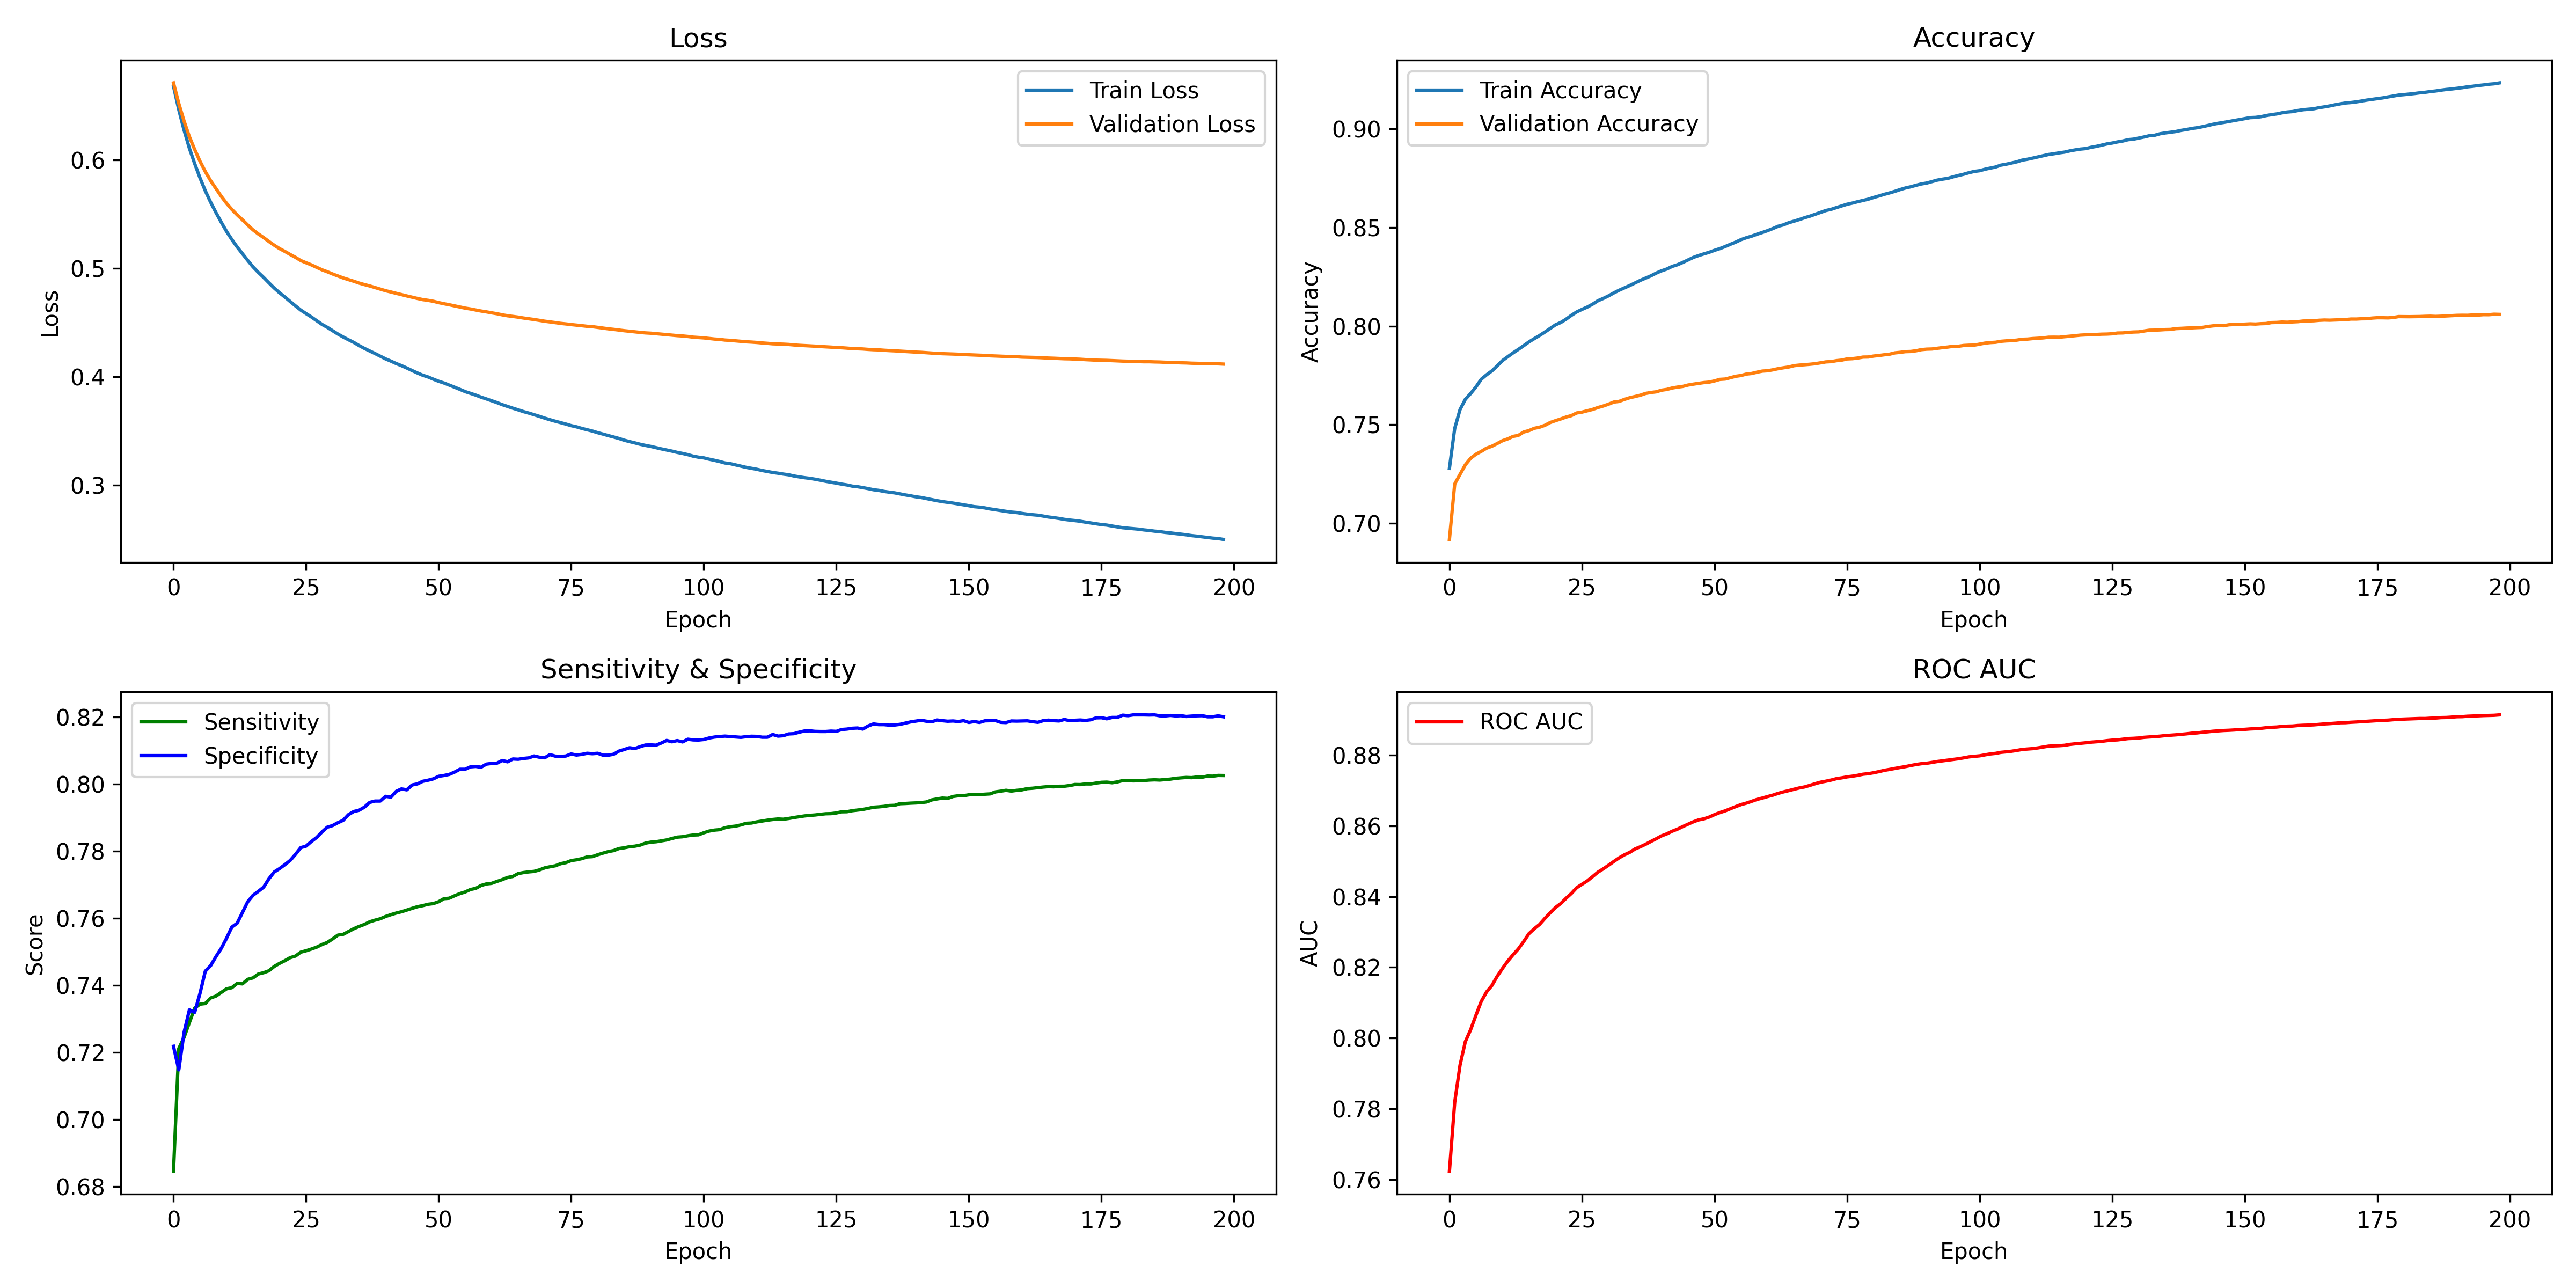 Loss
Train Loss
Validation Loss
Loss
0.6
0.5
0.4
0.3
0 25 50 75 100 125 150 175 200
Epoch
Accuracy
Train Accuracy
Validation Accuracy
Accuracy
0.90
0.85
0.80
0.75
0.70
0 25 50 75 100 125 150 175 200
Epoch
Sensitivity & Specificity
Sensitivity
Specificity
Score
0.82
0.80
0.78
0.76
0.74
0.72
0.70
0.68
0 25 50 75 100 125 150 175 200
Epoch
ROC AUC
ROC AUC
AUC
0.88
0.86
0.84
0.82
0.80
0.78
0.76
0 25 50 75 100 125 150 175 200
Epoch